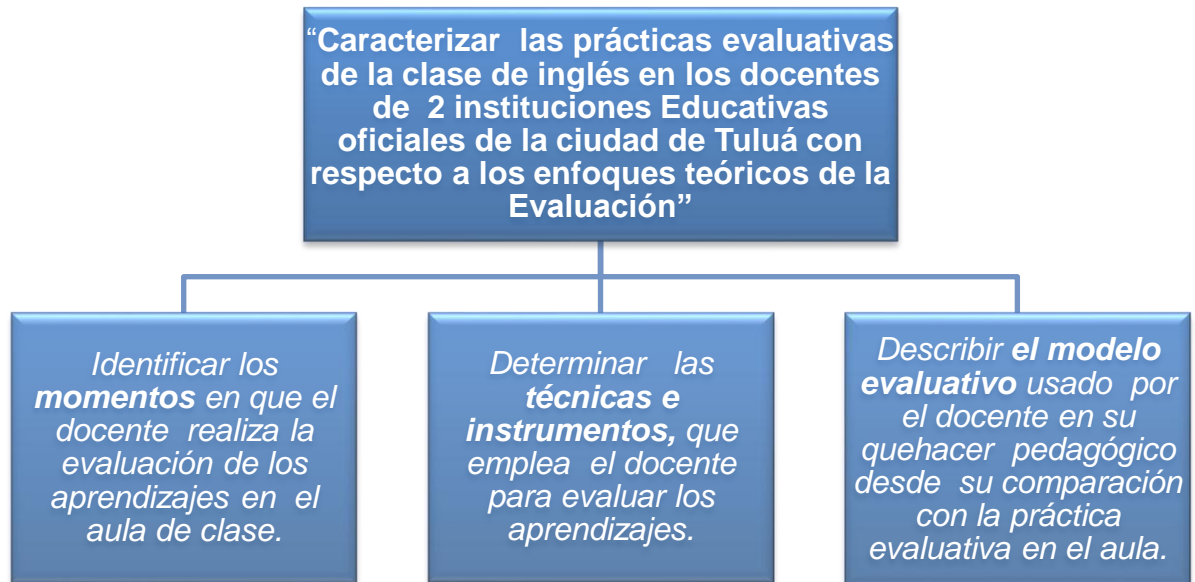 “Caracterizar las prácticas evaluativas
de la clase de inglés en los docentes
de 2 instituciones Educativas
oficiales de la ciudad de Tuluá con
respecto a los enfoques teóricos de la
Evaluación”
Identificar los
momentos en que el
docente realiza la
evaluación de los
aprendizajes en el
aula de clase.
Determinar las
técnicas e
instrumentos, que
emplea el docente
para evaluar los
aprendizajes.
Describir el modelo
evaluativo usado por
el docente en su
quehacer pedagógico
desde su comparación
con la práctica
evaluativa en el aula.